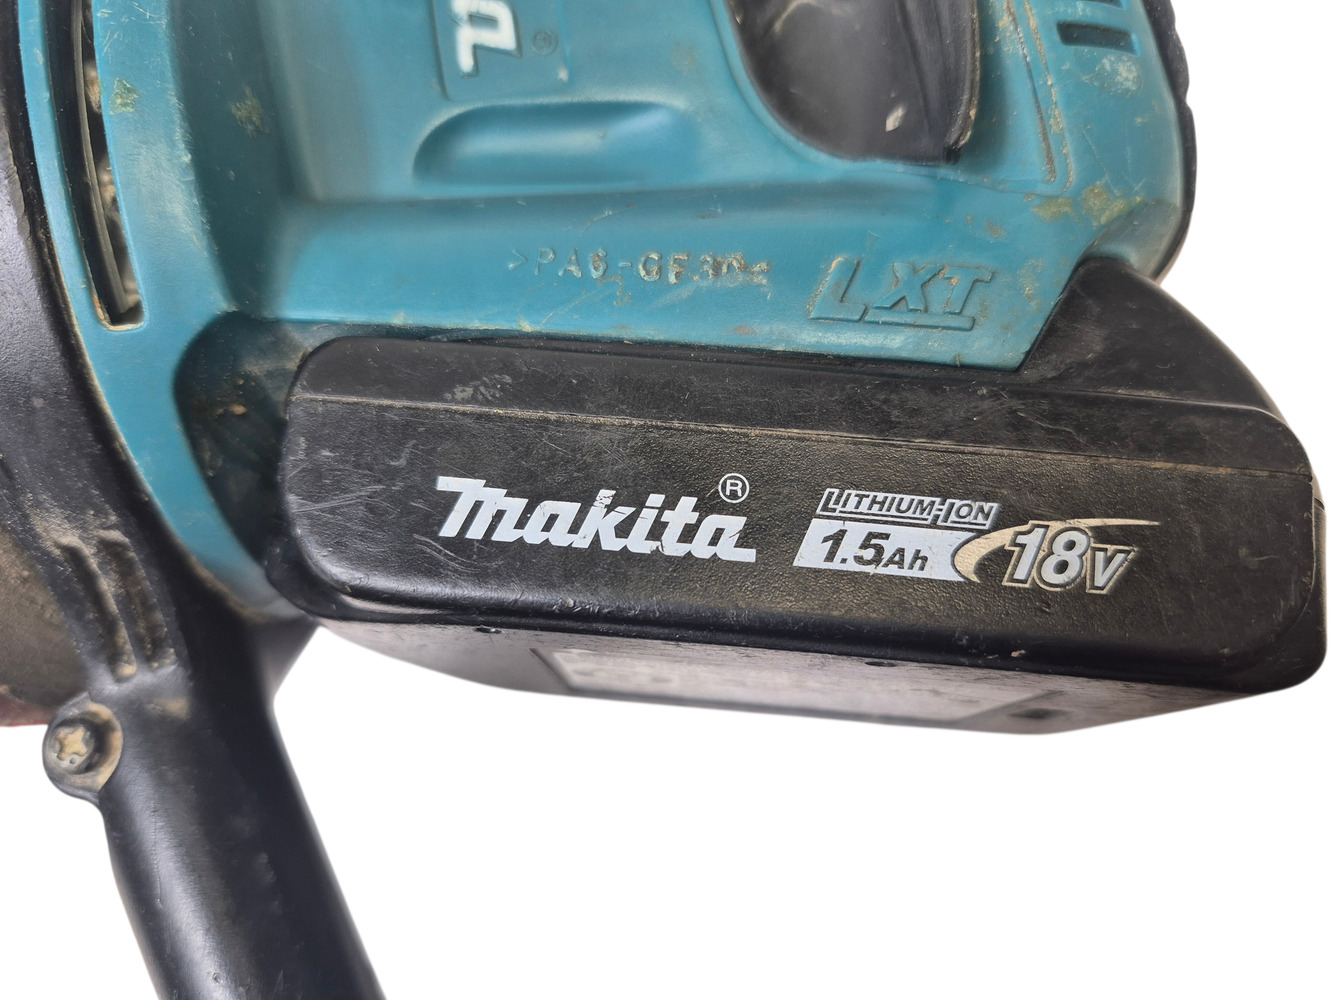 >PA6-GF30<
LXT
makita®
LITHIUM-ION
1.5Ah
18V